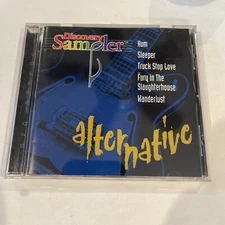 Discovery
Sampler
Hum
Sleeper
Truck Stop Love
Fury In The
Slaughterhouse
Wanderlust
alternative